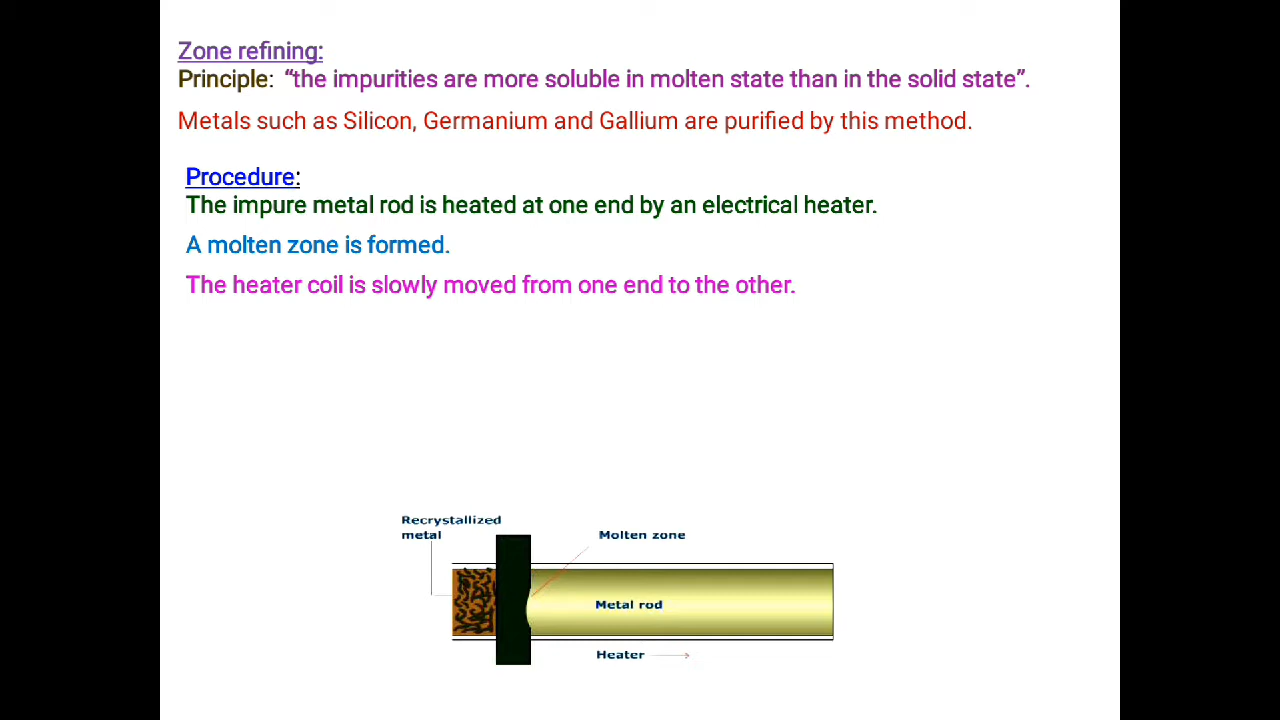 Zone refining:
Principle: “the impurities are more soluble in molten state than in the solid state”.
Metals such as Silicon, Germanium and Gallium are purified by this method.
Procedure:
The impure metal rod is heated at one end by an electrical heater.
A molten zone is formed.
The heater coil is slowly moved from one end to the other.
Recrystallized
metal
Molten zone
Metal rod
Heater